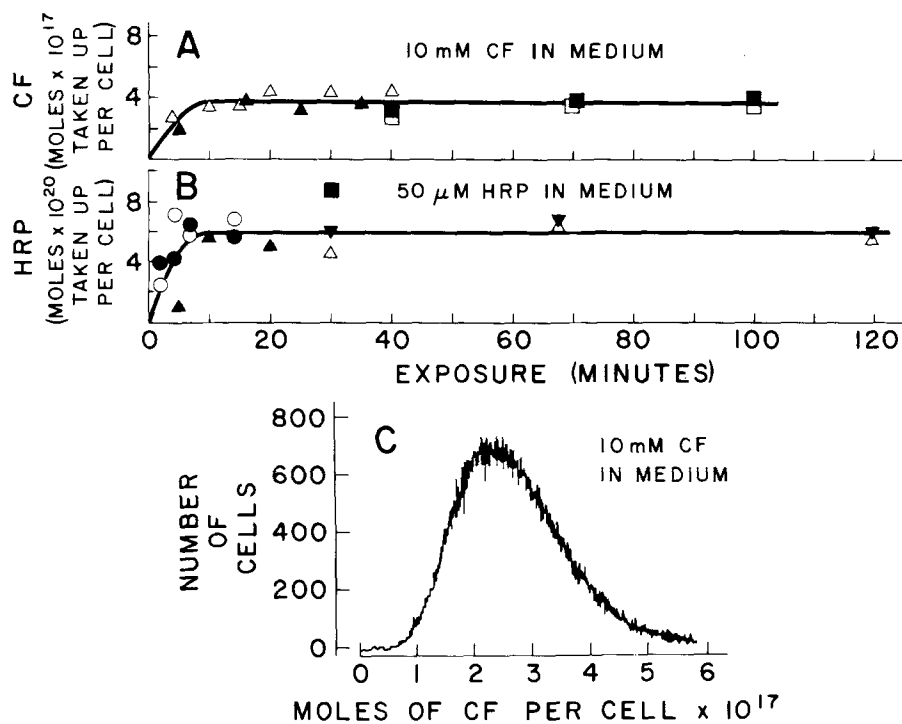 A
10 mM CF IN MEDIUM
CF
(MOLES x 10^17
TAKEN UP
PER CELL)
8
4
0
B
50 μM HRP IN MEDIUM
HRP
(MOLES x 10^20
TAKEN UP
PER CELL)
8
4
0 20 40 60 80 100 120
EXPOSURE (MINUTES)
C
10 mM CF
IN MEDIUM
NUMBER
OF
CELLS
800
600
400
200
0
0 1 2 3 4 5 6
MOLES OF CF PER CELL x 10^17